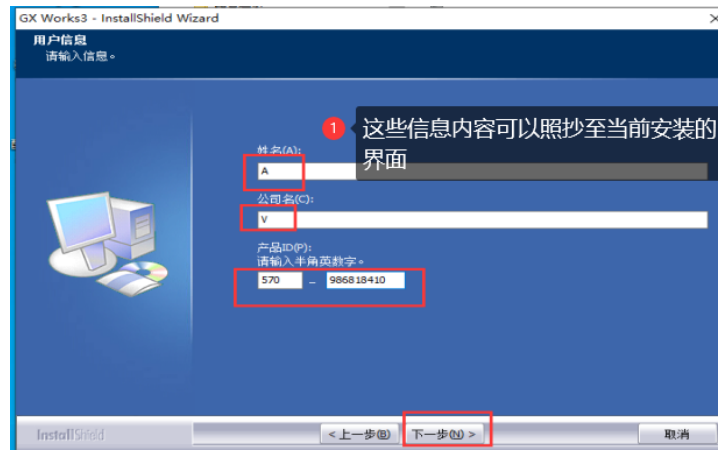 GX Works3 - InstallShield Wizard
用户信息
请输入信息。
1
这些信息内容可以照抄至当前安装的
界面
姓名(A):
A
公司名(C):
V
产品ID(P):
请输入半角英数字。
570 - 986818410
InstallShield
<上一步(B) 下一步(N) > 取消